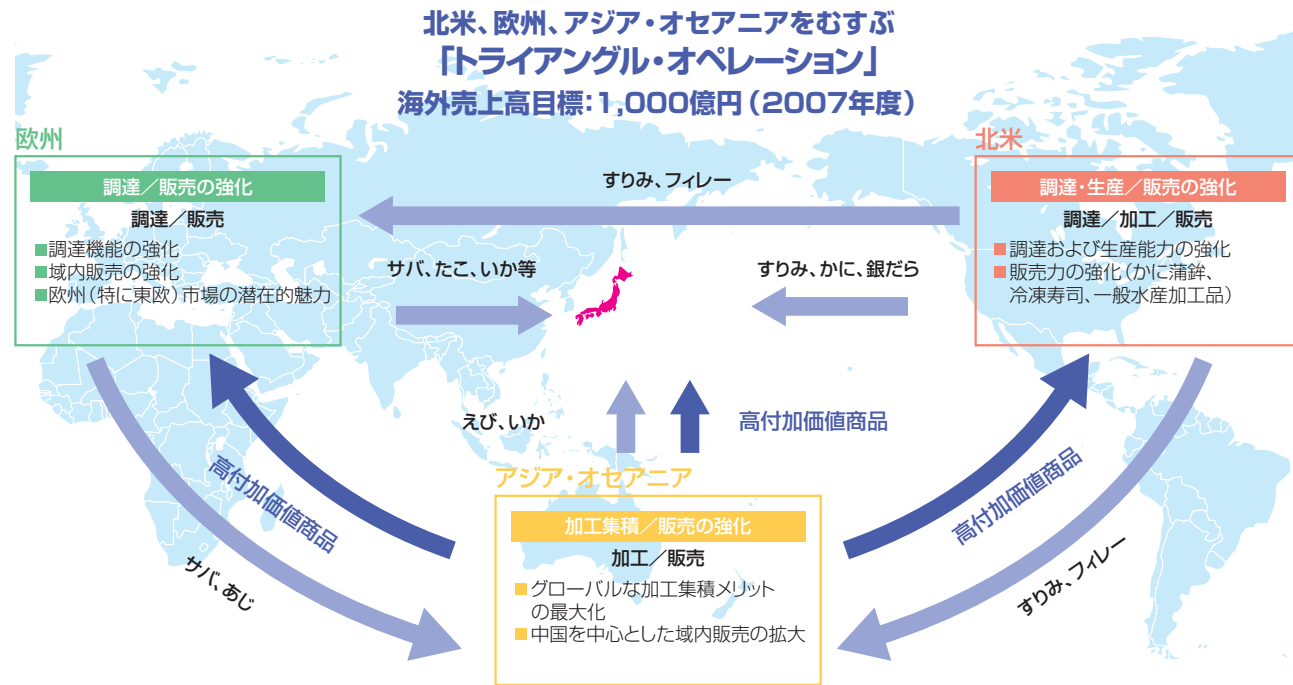 北米、欧州、アジア・オセアニアをむすぶ
「トライアングル・オペレーション」
海外売上高目標：1,000億円（2007年度）
欧州
調達／販売の強化
調達／販売
■調達機能の強化
■域内販売の強化
■欧州（特に東欧）市場の潜在的魅力
北米
調達・生産／販売の強化
調達／加工／販売
■調達および生産能力の強化
■販売力の強化（かに蒲鉾、
冷凍寿司、一般水産加工品）
すりみ、フィレー
サバ、たこ、いか等
すりみ、かに、銀だら
えび、いか
高付加価値商品
高付加価値商品
サバ、あじ
高付加価値商品
すりみ、フィレー
アジア・オセアニア
加工集積／販売の強化
加工／販売
■グローバルな加工集積メリット
の最大化
■中国を中心とした域内販売の拡大